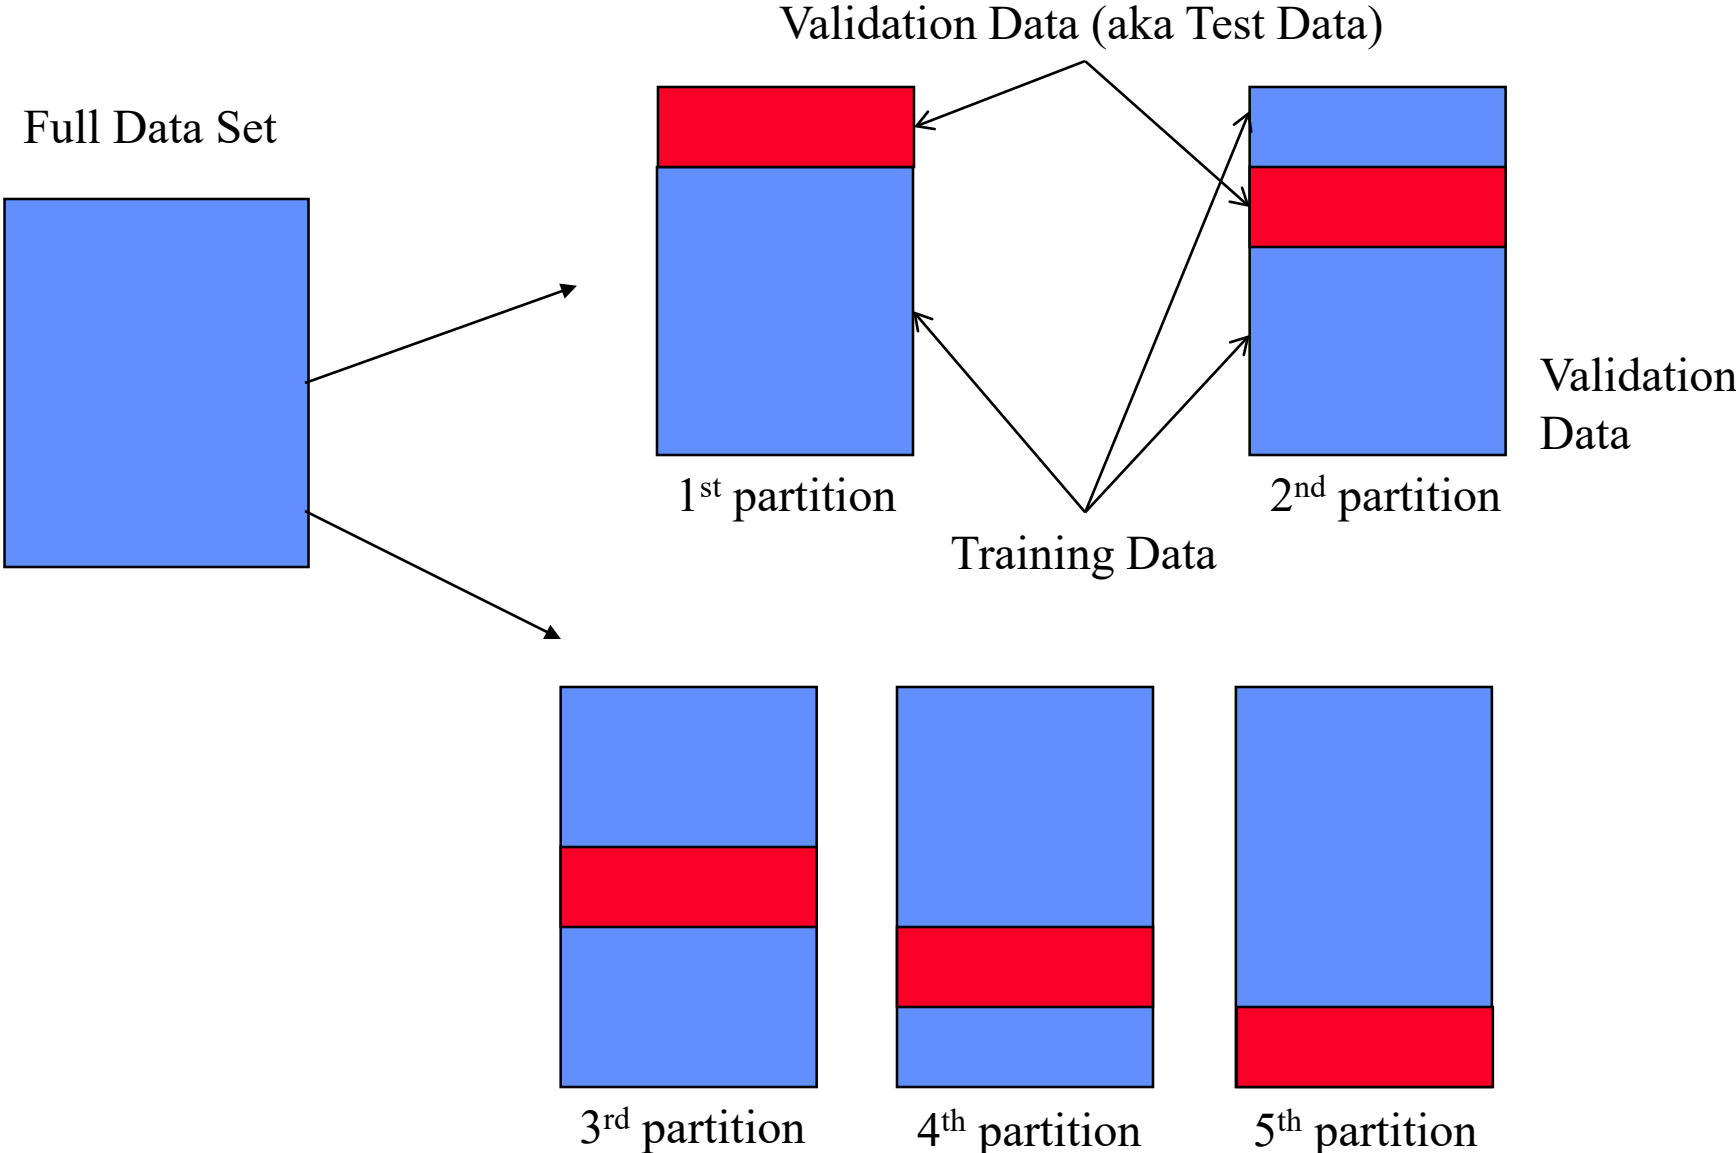 Validation Data (aka Test Data)
Full Data Set
Validation
Data
1st partition
2nd partition
Training Data
3rd partition
4th partition
5th partition